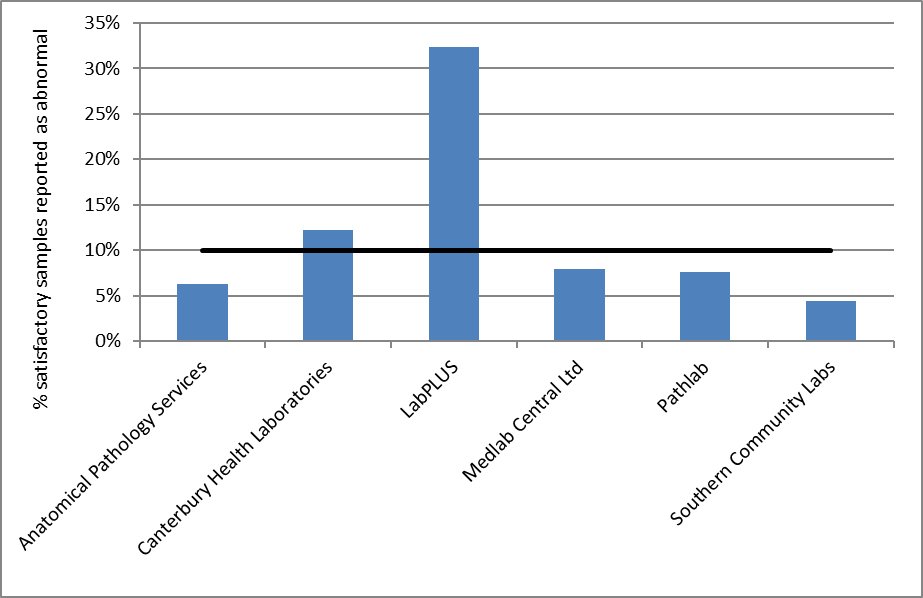 % satisfactory samples reported as abnormal
35%
30%
25%
20%
15%
10%
5%
0%
Anatomical Pathology Services
Canterbury Health Laboratories
LabPLUS
Medlab Central Ltd
Pathlab
Southern Community Labs